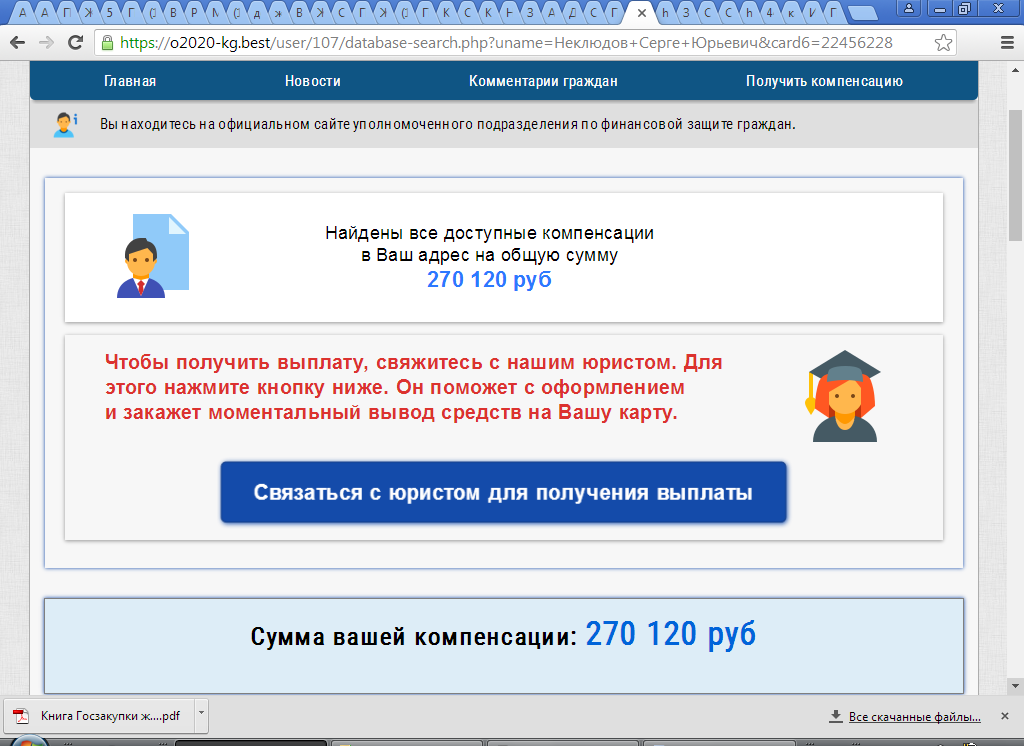 https://o2020-kg.best/user/107/database-search.php?uname=Неклюдов+Серге+Юрьевич&card6=22456228
Главная Новости Комментарии граждан Получить компенсацию
Вы находитесь на официальном сайте уполномоченного подразделения по финансовой защите граждан.
Найдены все доступные компенсации
в Ваш адрес на общую сумму
270 120 руб
Чтобы получить выплату, свяжитесь с нашим юристом. Для
этого нажмите кнопку ниже. Он поможет с оформлением
и закажет моментальный вывод средств на Вашу карту.
Связаться с юристом для получения выплаты
Сумма вашей компенсации: 270 120 руб
Книга Госзакупки ж....pdf Все скачанные файлы...